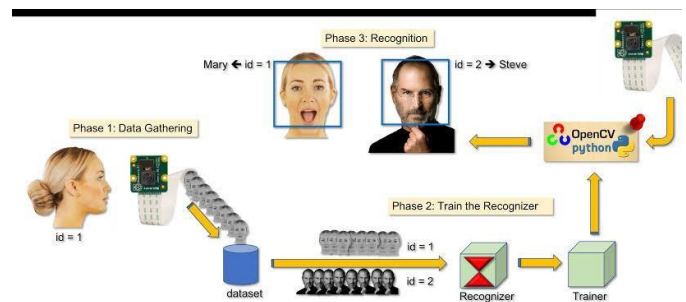 Phase 3: Recognition
Mary ← id = 1
id = 2 → Steve
Phase 1: Data Gathering
OpenCV
python
id = 1
Phase 2: Train the Recognizer
id = 1
id = 2
dataset
Recognizer
Trainer